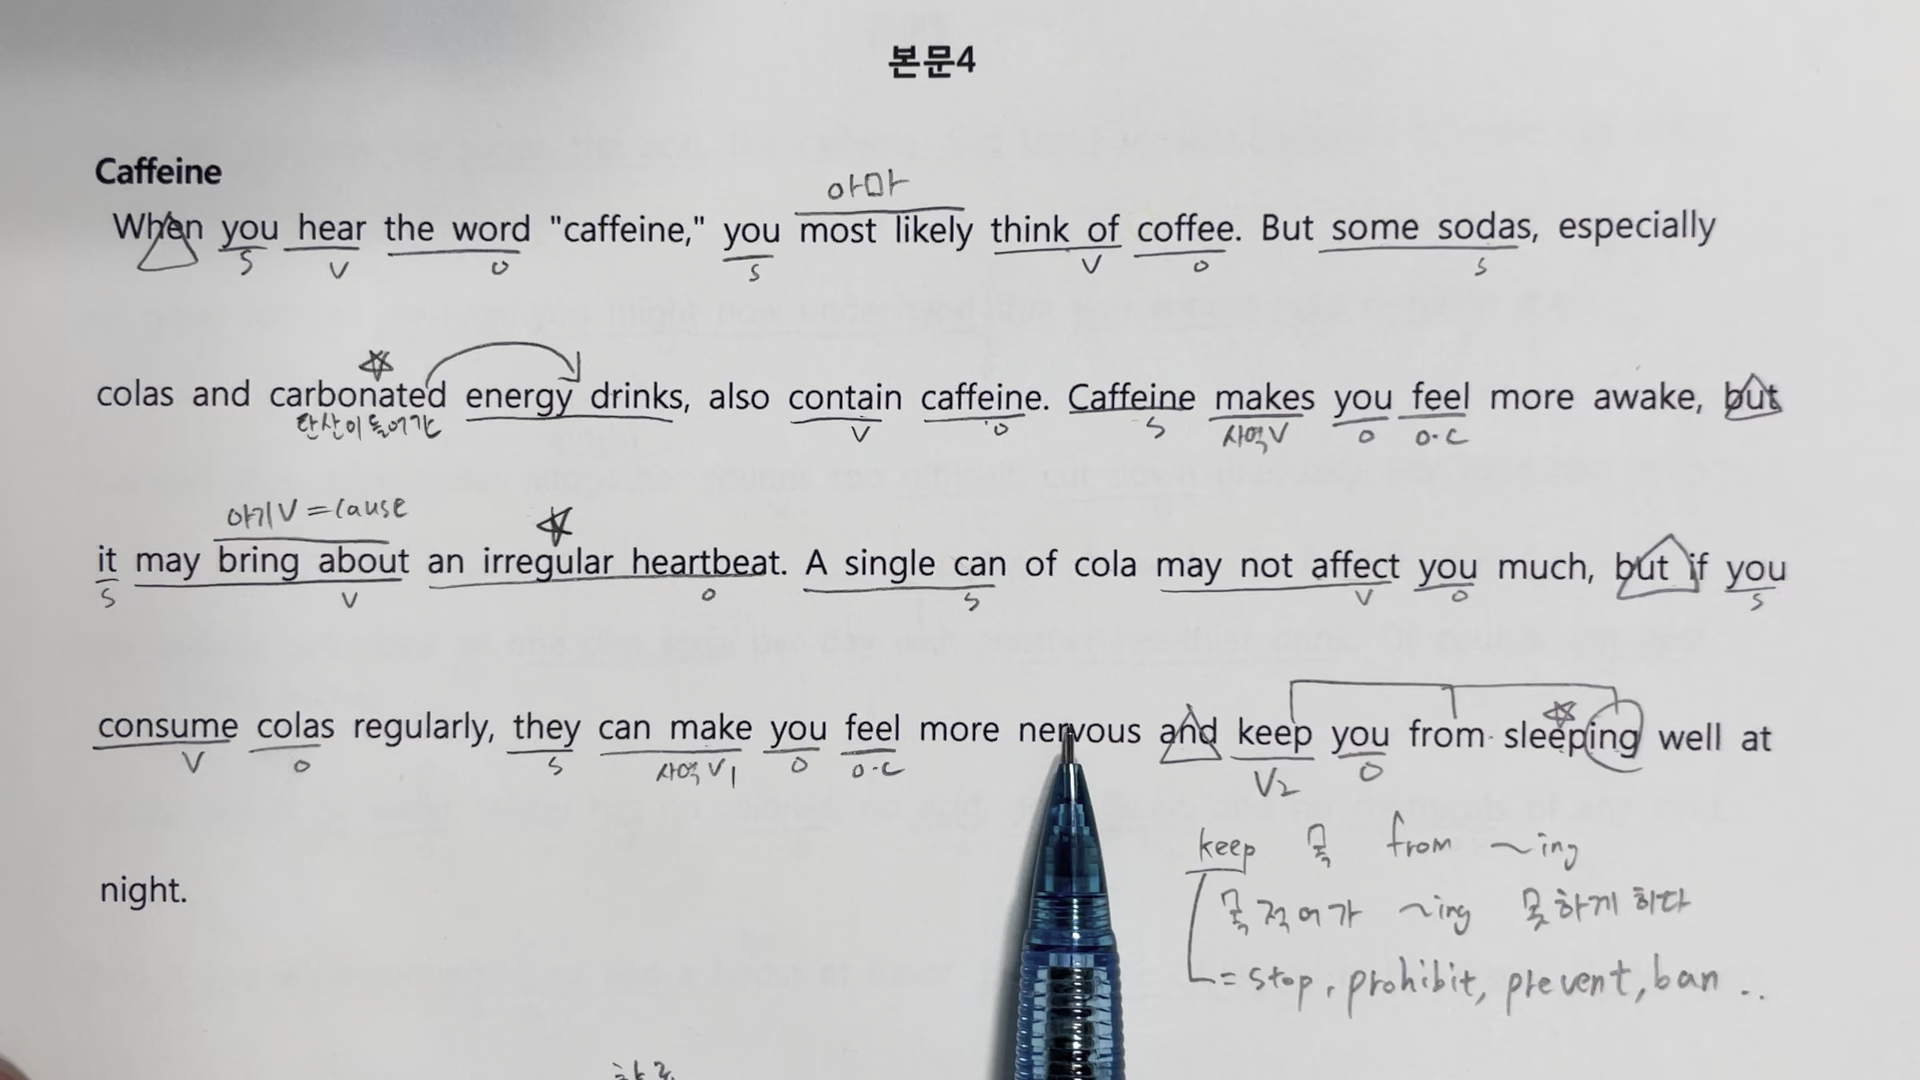 본문4
Caffeine
아마
When you hear the word "caffeine," you most likely think of coffee. But some sodas, especially
S V O S V O S
colas and carbonated energy drinks, also contain caffeine. Caffeine makes you feel more awake, but
탄산이 들어간 V O S 사역V O O·C
야기V = cause
it may bring about an irregular heartbeat. A single can of cola may not affect you much, but if you
S V O S V O S
consume colas regularly, they can make you feel more nervous and keep you from sleeping well at
V O S 사역V1 O O·C V2 O
night.
keep 목 from ~ing
목적어가 ~ing 못하게 하다
= stop, prohibit, prevent, ban ..